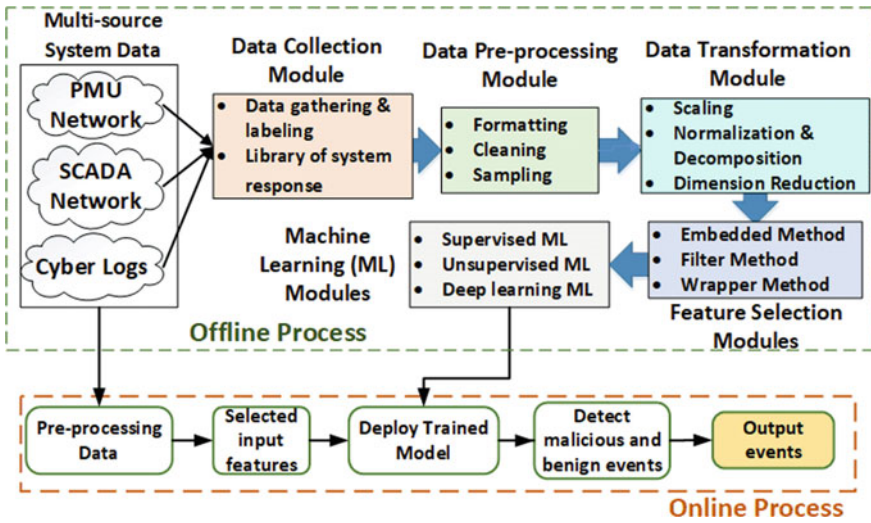 Multi-source
System Data
PMU
Network
SCADA
Network
Cyber Logs
Data Collection
Module
• Data gathering &
labeling
• Library of system
response
Data Pre-processing
Module
• Formatting
• Cleaning
• Sampling
Data Transformation
Module
• Scaling
• Normalization &
Decomposition
• Dimension Reduction
• Embedded Method
• Filter Method
• Wrapper Method
Feature Selection
Modules
Machine
Learning (ML)
Modules
• Supervised ML
• Unsupervised ML
• Deep learning ML
Offline Process
Pre-processing
Data
Selected
input
features
Deploy Trained
Model
Detect
malicious and
benign events
Output
events
Online Process